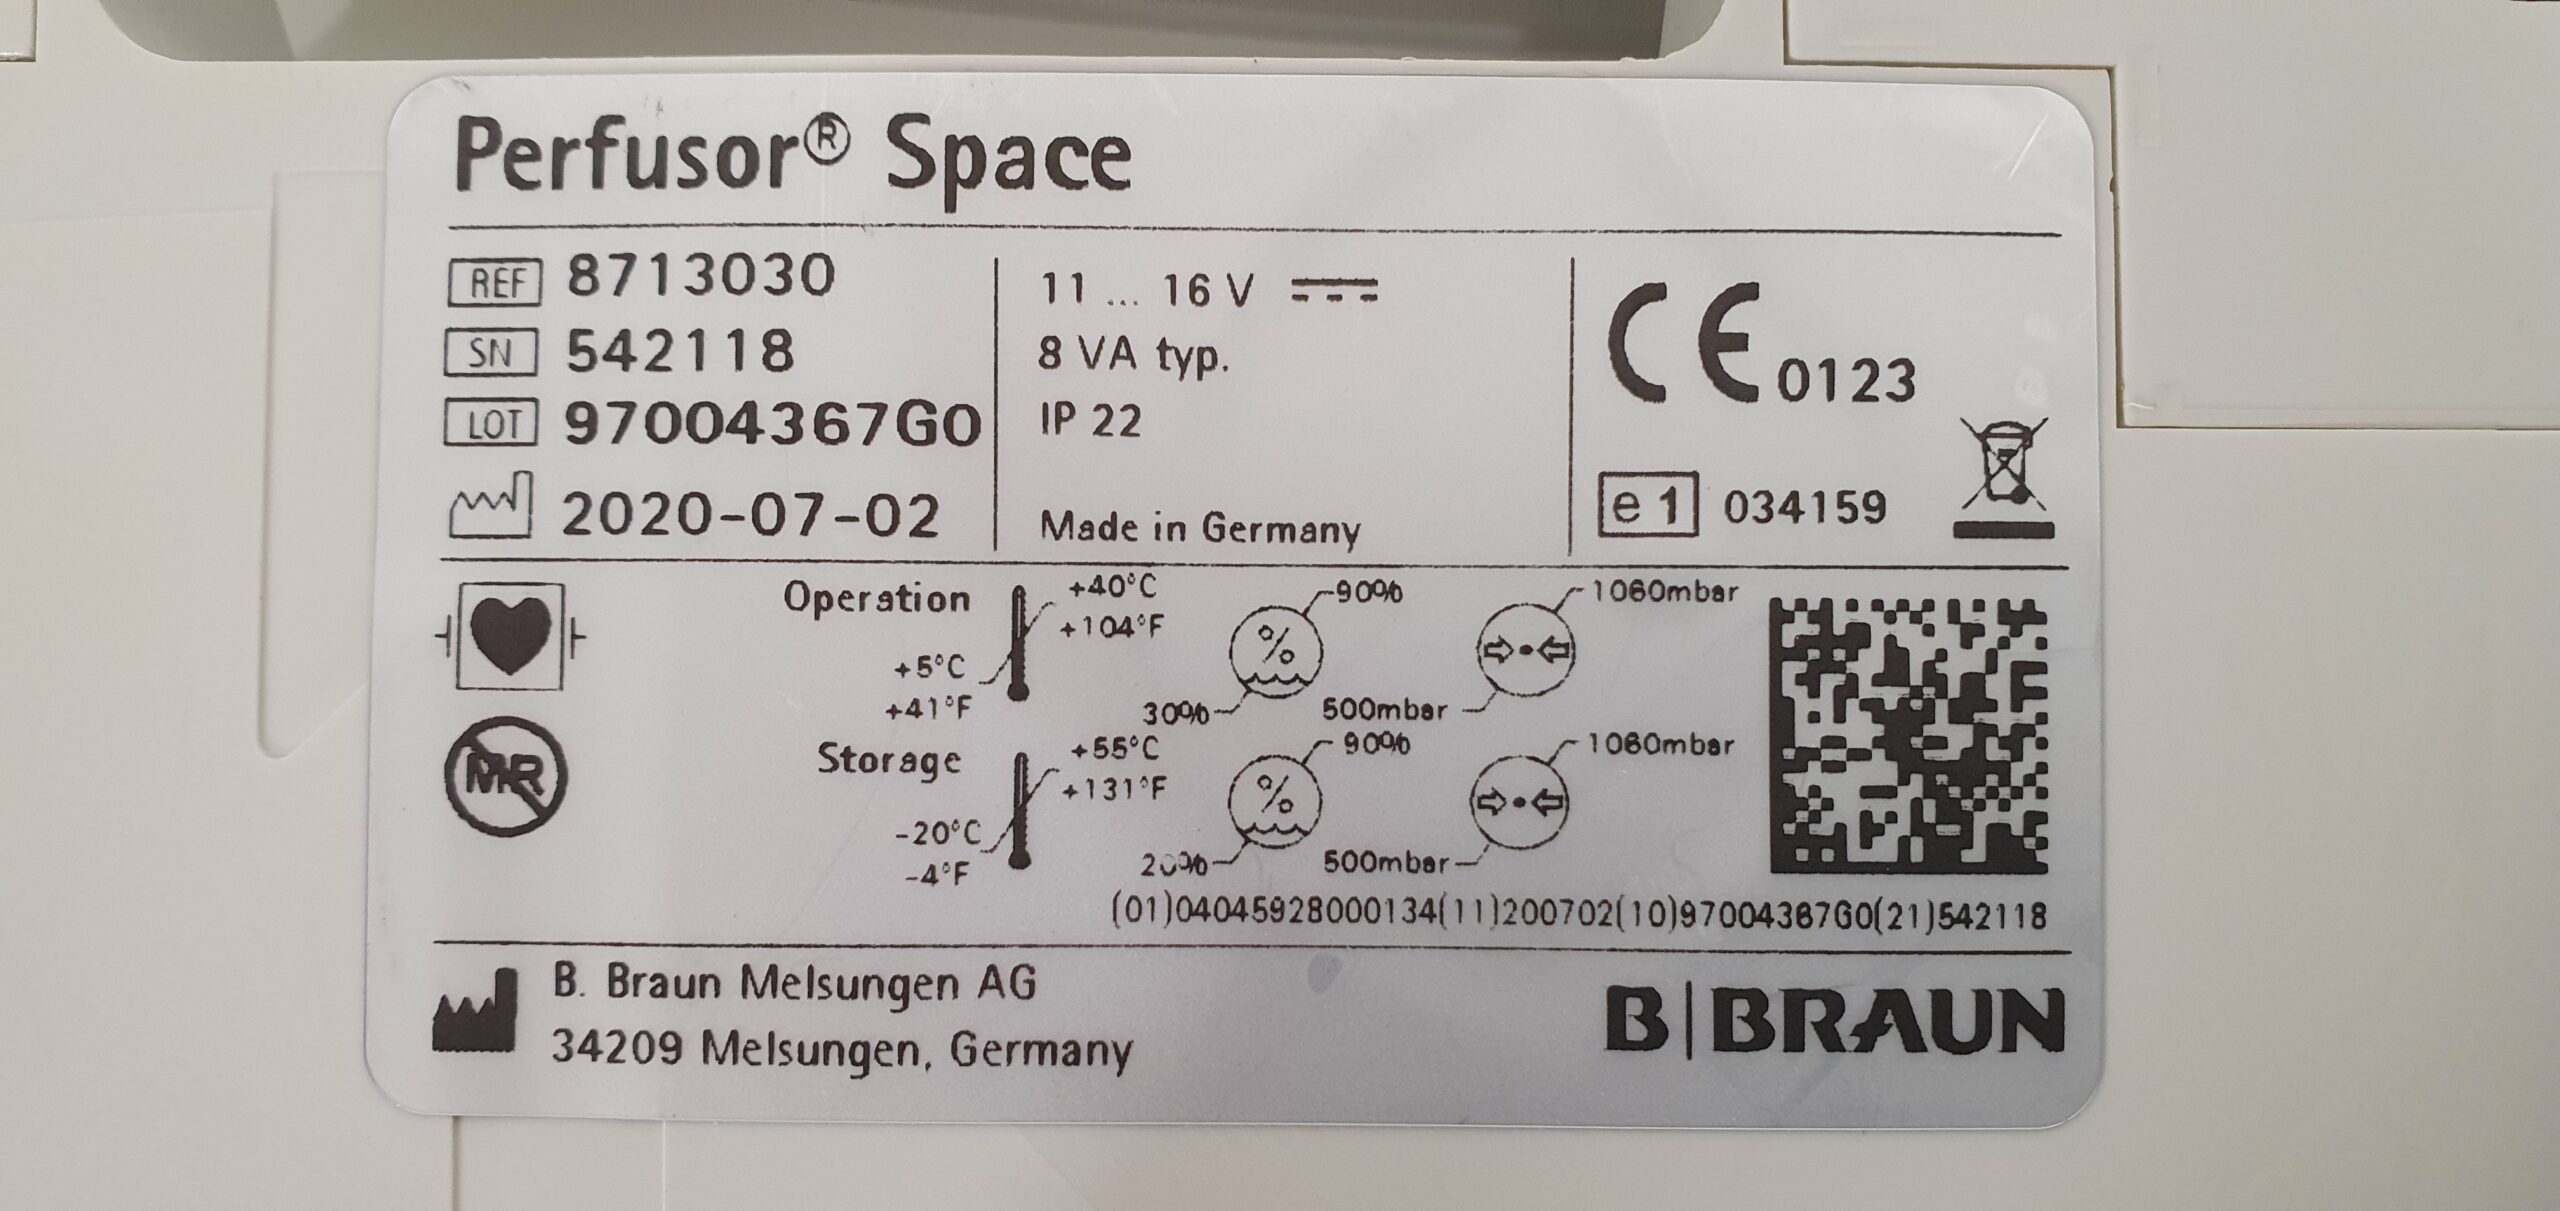 Perfusor® Space
REF 8713030
SN 542118
LOT 97004367G0
2020-07-02
11 ... 16 V
8 VA typ.
IP 22
Made in Germany
CE 0123
e 1 034159
MR
Operation
+40°C
+104°F
+5°C
+41°F
%
90%
30%
1060mbar
500mbar
Storage
+55°C
+131°F
-20°C
-4°F
%
90%
20%
1060mbar
500mbar
(01)04045928000134(11)200702(10)97004367G0(21)542118
B. Braun Melsungen AG
34209 Melsungen, Germany
B|BRAUN